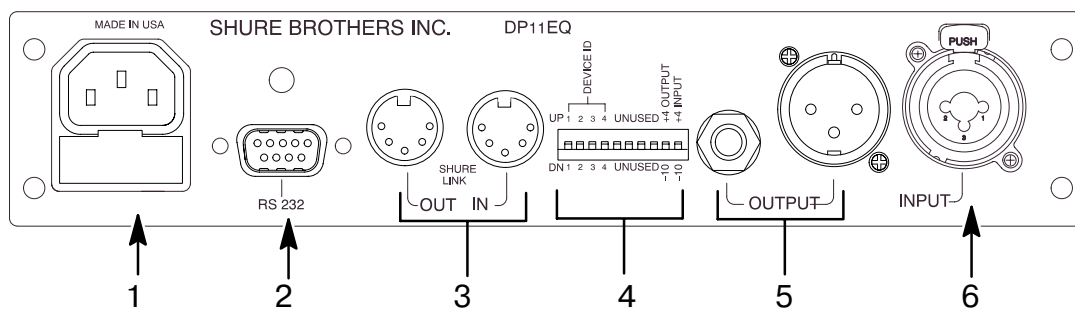 MADE IN USA
SHURE BROTHERS INC.
DP11EQ
PUSH
DEVICE ID
+4 OUTPUT
+4 INPUT
UP 1 2 3 4 UNUSED
DN 1 2 3 4 UNUSED
–10
–10
2 1
3
SHURE
LINK
RS 232
OUT IN
OUTPUT
INPUT
1 2 3 4 5 6